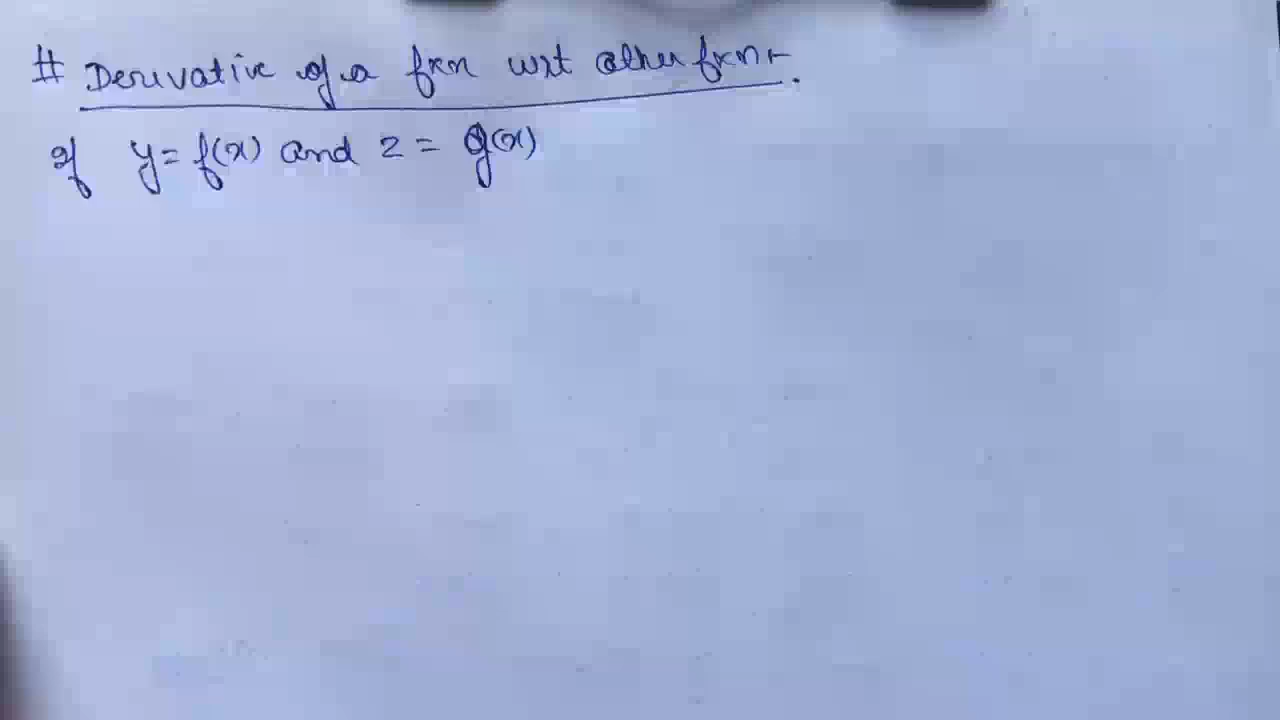 # Derivative of a fxn wrt other fxn :-
If y = f(x) and z = g(x)